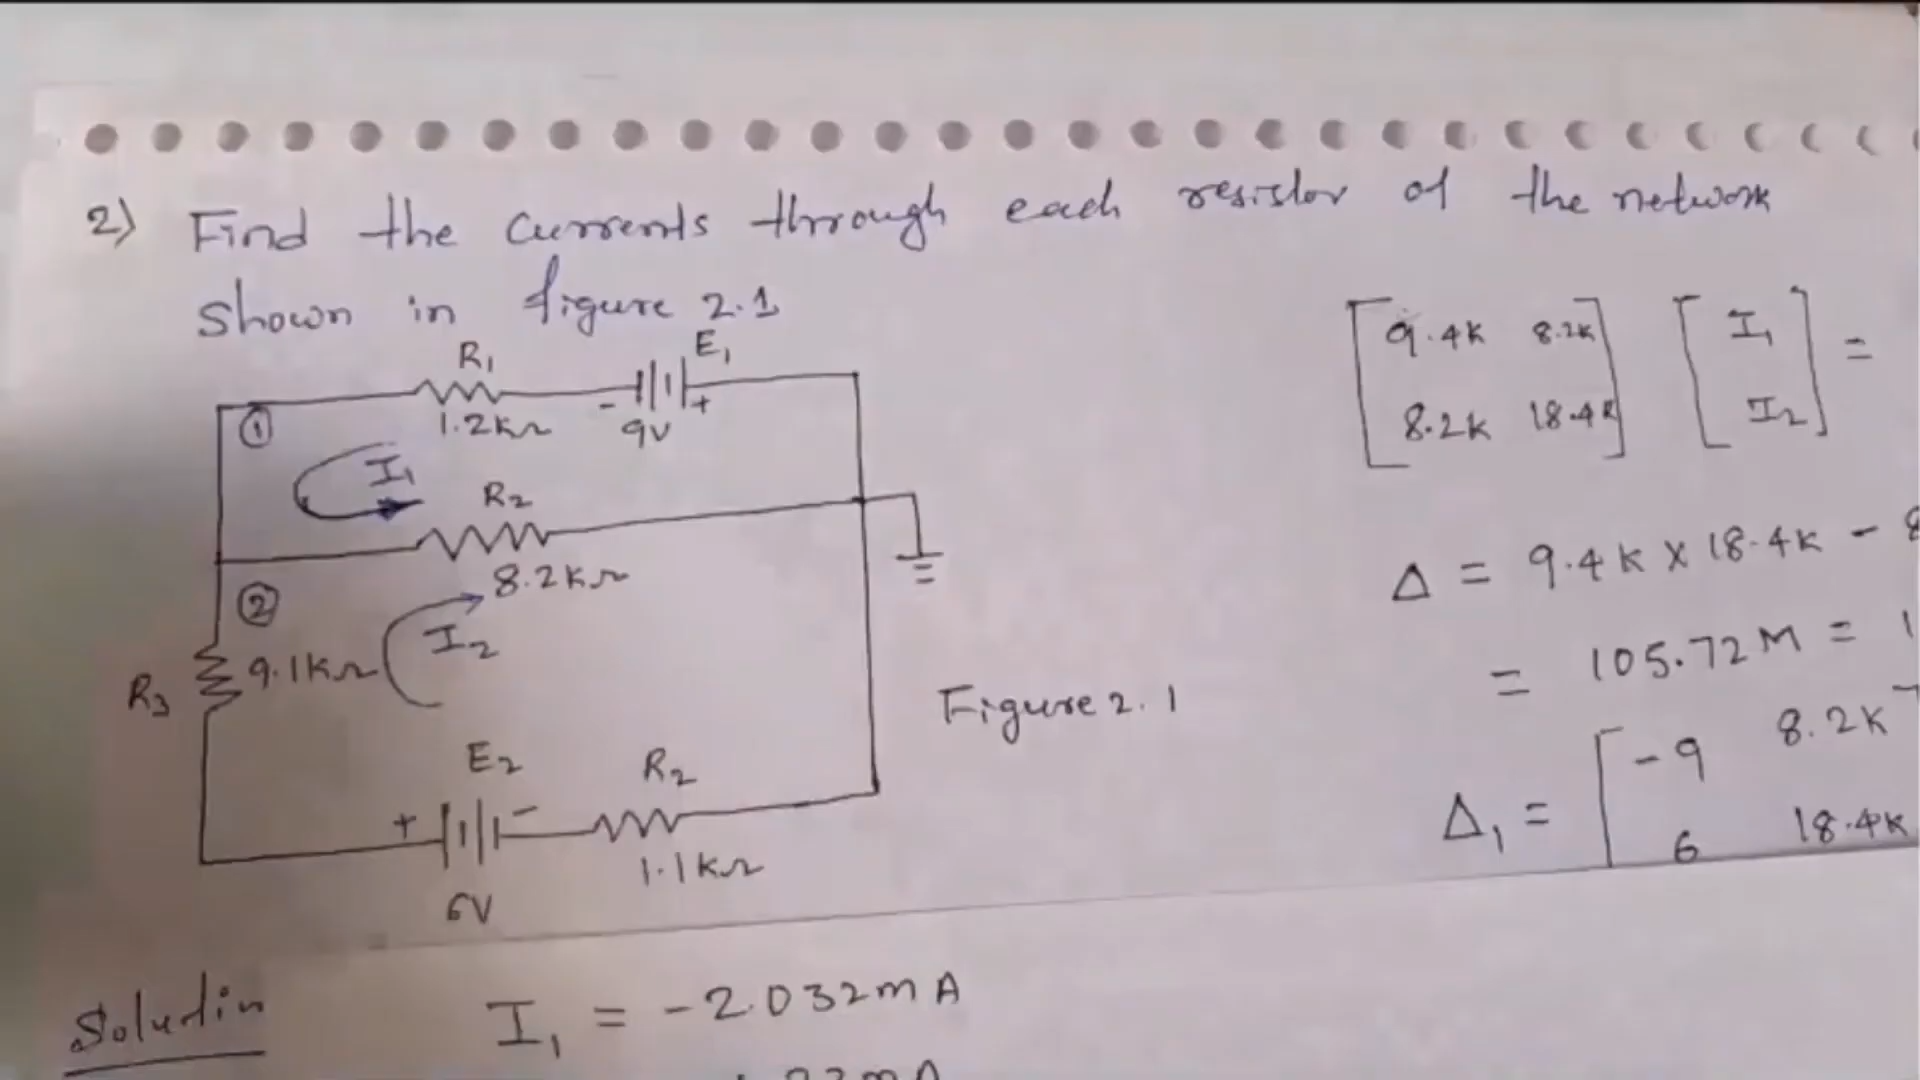 2) Find the currents through each resistor of the network
shown in figure 2.1
R1
E1
1.2kΩ
- 9V +
①
I1
R2
8.2kΩ
②
I2
R3
9.1kΩ
Figure 2.1
E2
R2
+ -
1.1kΩ
6V
[9.4K 8.2K] [I1] =
[8.2K 18.4K] [I2]
Δ = 9.4K X 18.4K - 8
= 105.72M = 1
Δ1 = [-9 8.2K
6 18.4K
Solution
I1 = -2.032mA